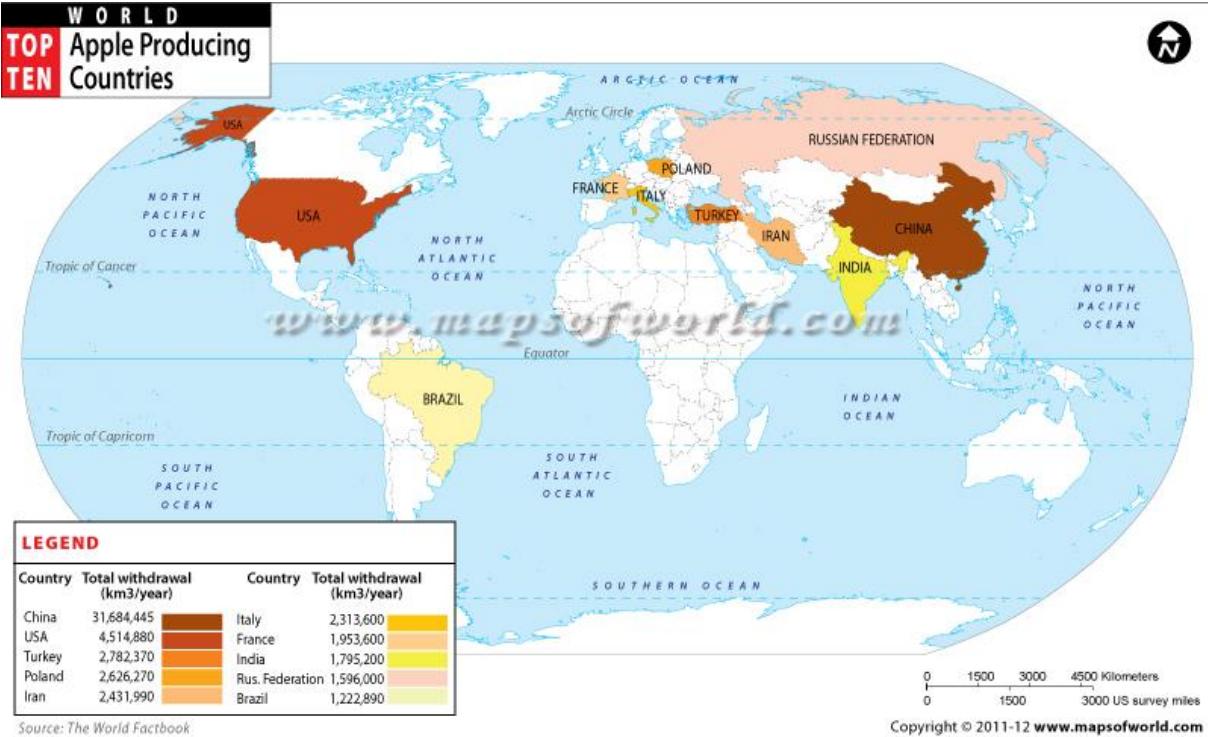 WORLD
TOP TEN
Apple Producing
Countries
N
ARCTIC OCEAN
Arctic Circle
USA
RUSSIAN FEDERATION
POLAND
FRANCE
ITALY
NORTH
PACIFIC
OCEAN
USA
TURKEY
CHINA
IRAN
NORTH
ATLANTIC
OCEAN
Tropic of Cancer
INDIA
NORTH
PACIFIC
OCEAN
www.mapsofworld.com
Equator
BRAZIL
INDIAN
OCEAN
Tropic of Capricorn
SOUTH
PACIFIC
OCEAN
SOUTH
ATLANTIC
OCEAN
SOUTHERN OCEAN
LEGEND
Country Total withdrawal Country Total withdrawal
(km3/year) (km3/year)
China 31,684,445 Italy 2,313,600
USA 4,514,880 France 1,953,600
Turkey 2,782,370 India 1,795,200
Poland 2,626,270 Rus. Federation 1,596,000
Iran 2,431,990 Brazil 1,222,890
0 1500 3000 4500 Kilometers
0 1500 3000 US survey miles
Source: The World Factbook
Copyright © 2011-12 www.mapsofworld.com